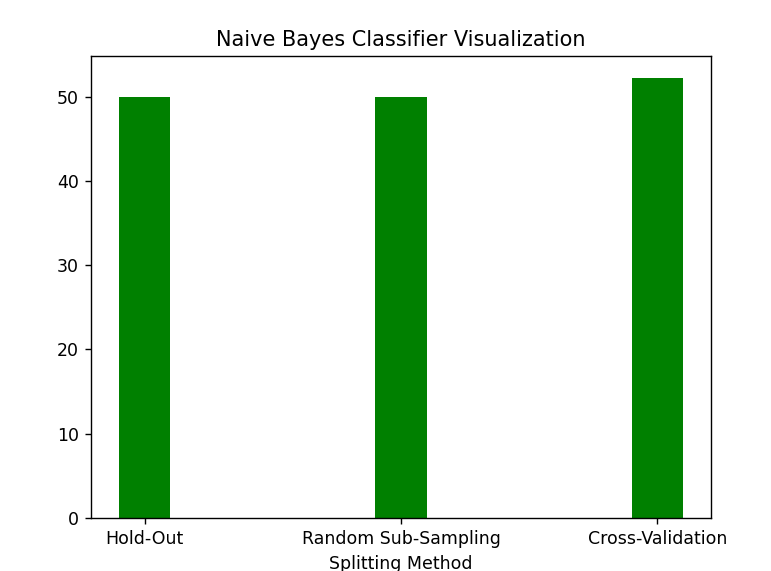 Naive Bayes Classifier Visualization
50
40
30
20
10
0
Hold-Out Random Sub-Sampling Cross-Validation
Splitting Method